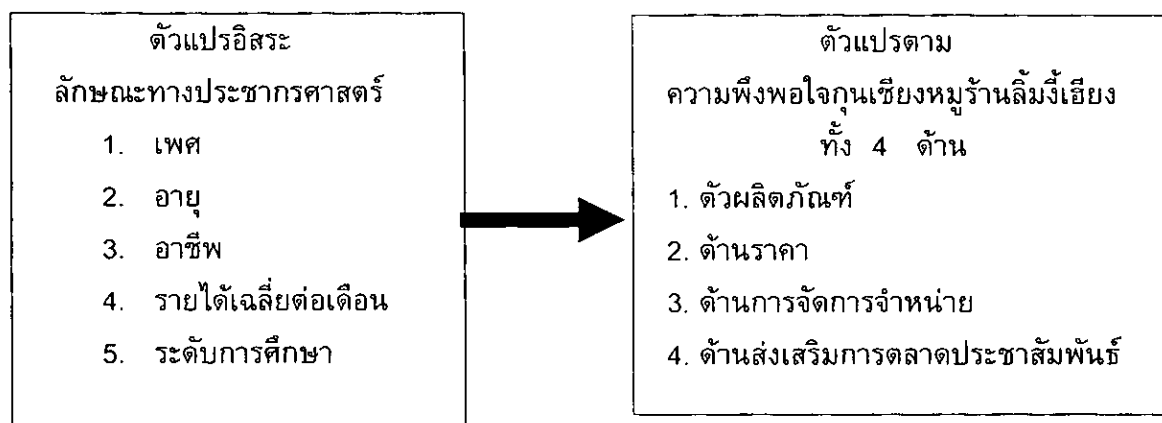 ตัวแปรอิสระ
ลักษณะทางประชากรศาสตร์
1. เพศ
2. อายุ
3. อาชีพ
4. รายได้เฉลี่ยต่อเดือน
5. ระดับการศึกษา
ตัวแปรตาม
ความพึงพอใจกุนเชียงหมูร้านลิ้มงี้เฮียง
ทั้ง 4 ด้าน
1. ตัวผลิตภัณฑ์
2. ด้านราคา
3. ด้านการจัดการจำหน่าย
4. ด้านส่งเสริมการตลาดประชาสัมพันธ์